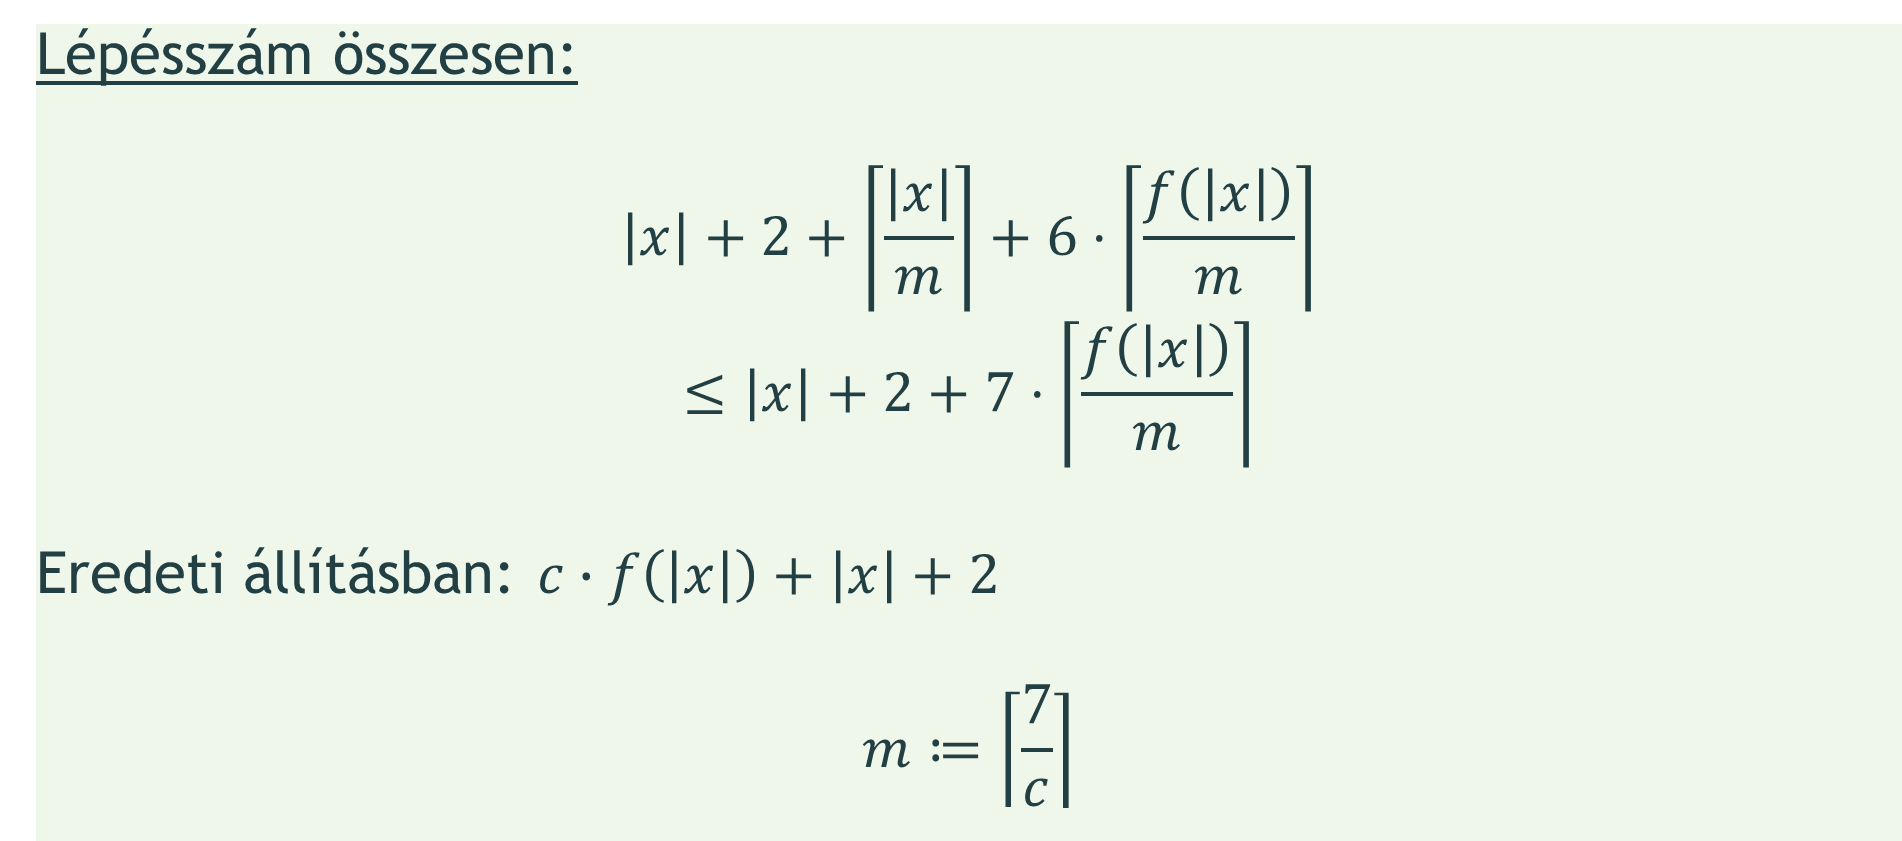 Lépésszám összesen:
|x| + 2 + ⌈|x|/m⌉ + 6 · ⌈f(|x|)/m⌉
≤ |x| + 2 + 7 · ⌈f(|x|)/m⌉
Eredeti állításban: c · f(|x|) + |x| + 2
m ≔ ⌈7/c⌉